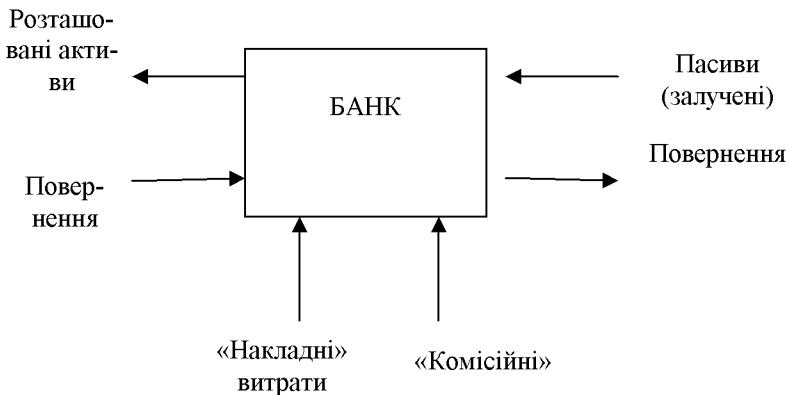 Розташо-
вані акти-
ви
БАНК
Пасиви
(залучені)
Повер-
нення
Повернення
«Накладні»
витрати
«Комісійні»